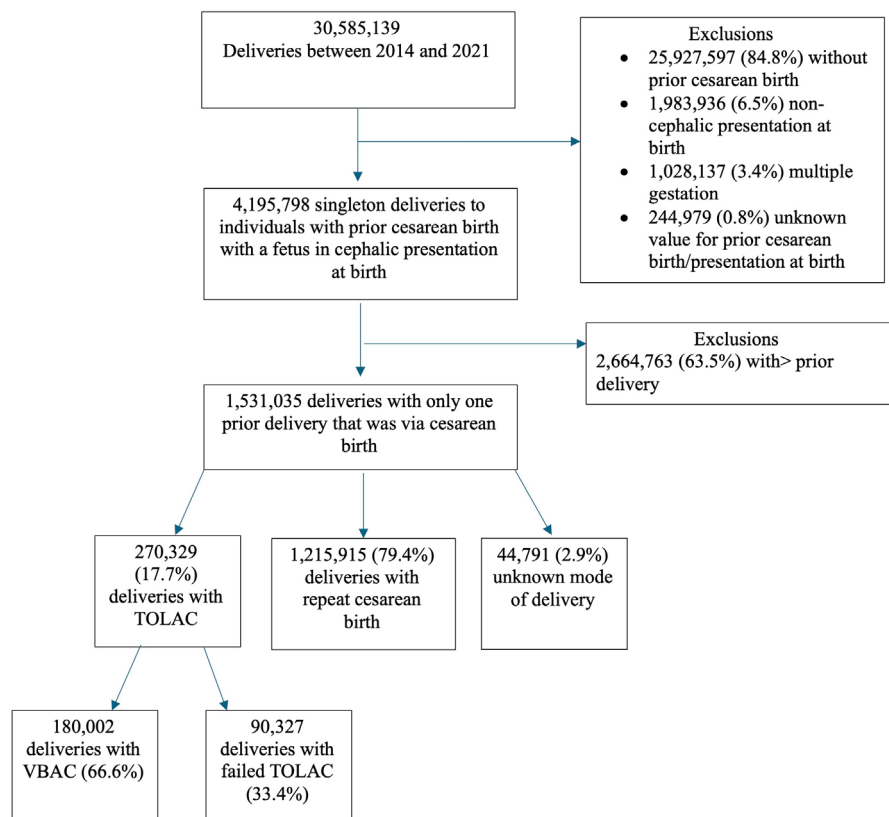 30,585,139
Deliveries between 2014 and 2021
Exclusions
• 25,927,597 (84.8%) without
prior cesarean birth
• 1,983,936 (6.5%) non-
cephalic presentation at
birth
• 1,028,137 (3.4%) multiple
gestation
• 244,979 (0.8%) unknown
value for prior cesarean
birth/presentation at birth
4,195,798 singleton deliveries to
individuals with prior cesarean birth
with a fetus in cephalic presentation
at birth
Exclusions
2,664,763 (63.5%) with> prior
delivery
1,531,035 deliveries with only one
prior delivery that was via cesarean
birth
270,329
(17.7%)
deliveries with
TOLAC
1,215,915 (79.4%)
deliveries with
repeat cesarean
birth
44,791 (2.9%)
unknown mode
of delivery
180,002
deliveries with
VBAC (66.6%)
90,327
deliveries with
failed TOLAC
(33.4%)